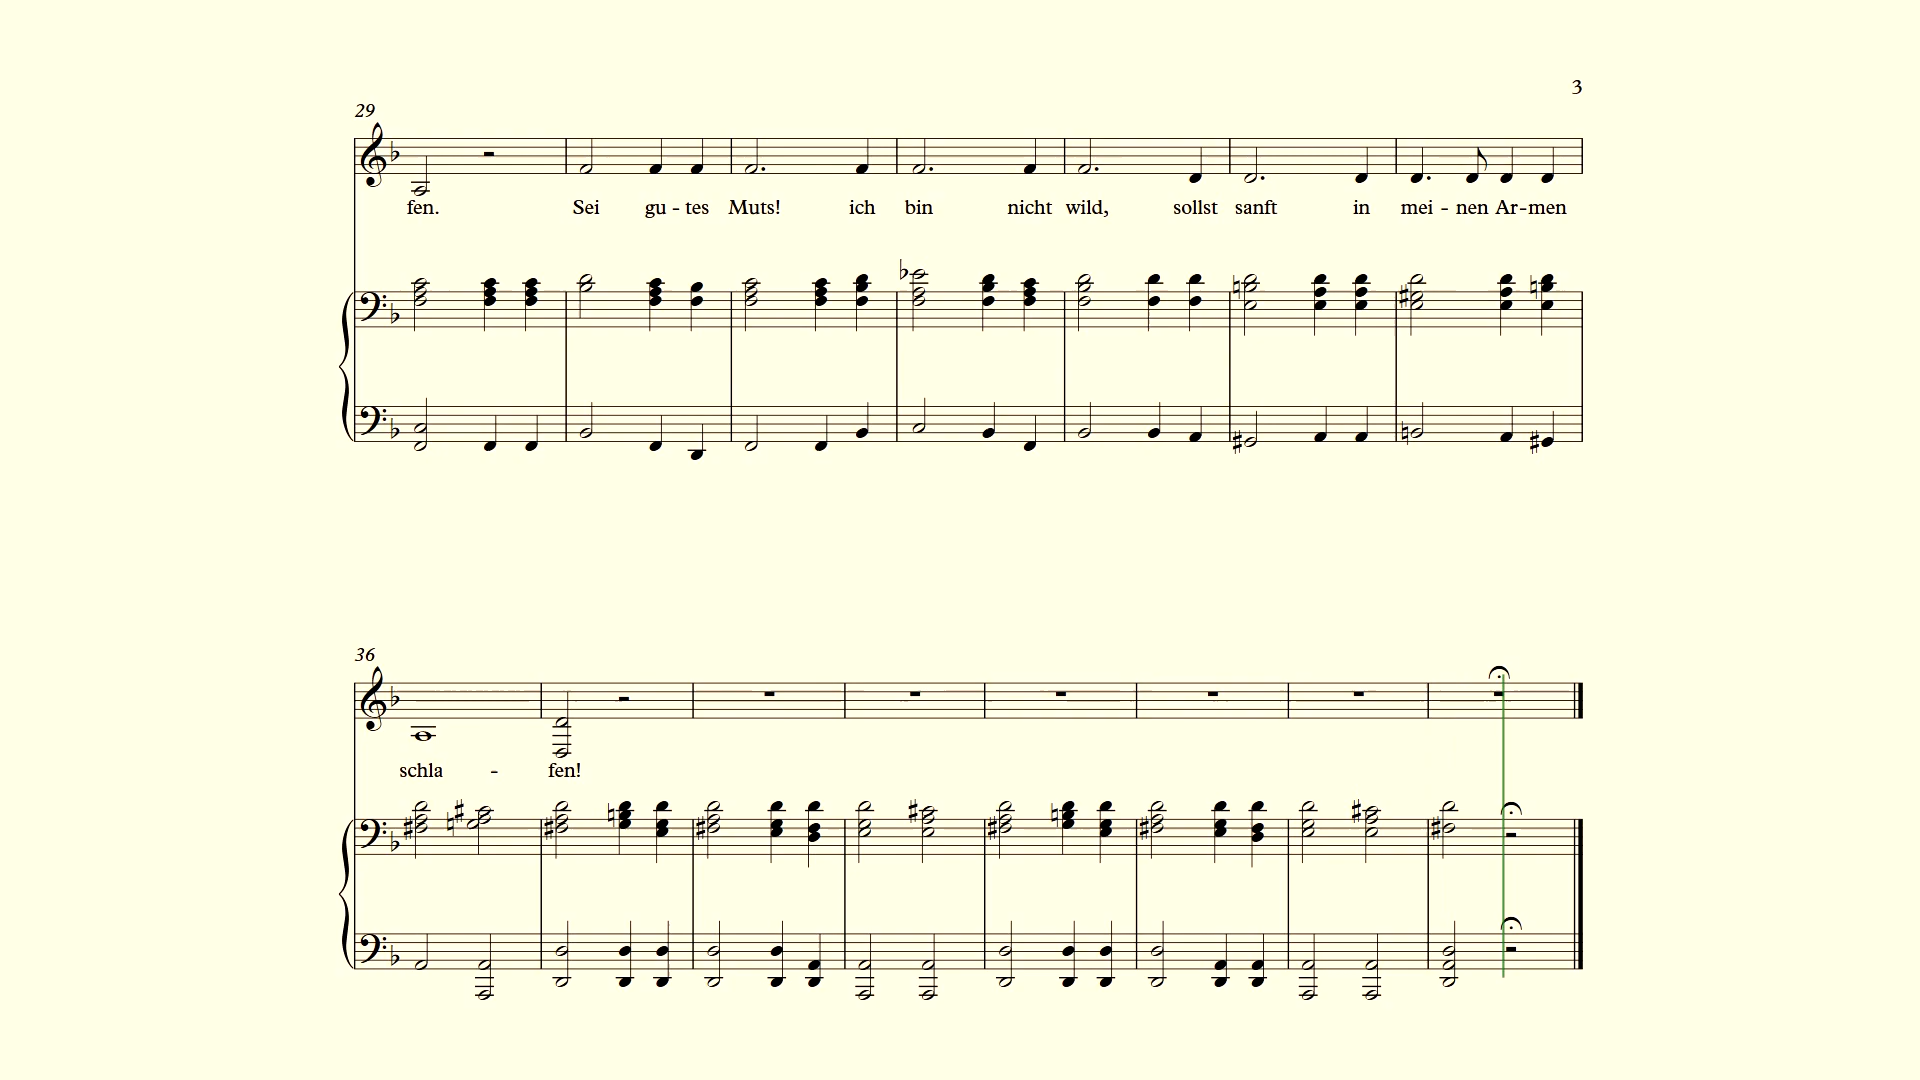 3
29
fen. Sei gu - tes Muts! ich bin nicht wild, sollst sanft in mei - nen Ar - men
36
schla - fen!